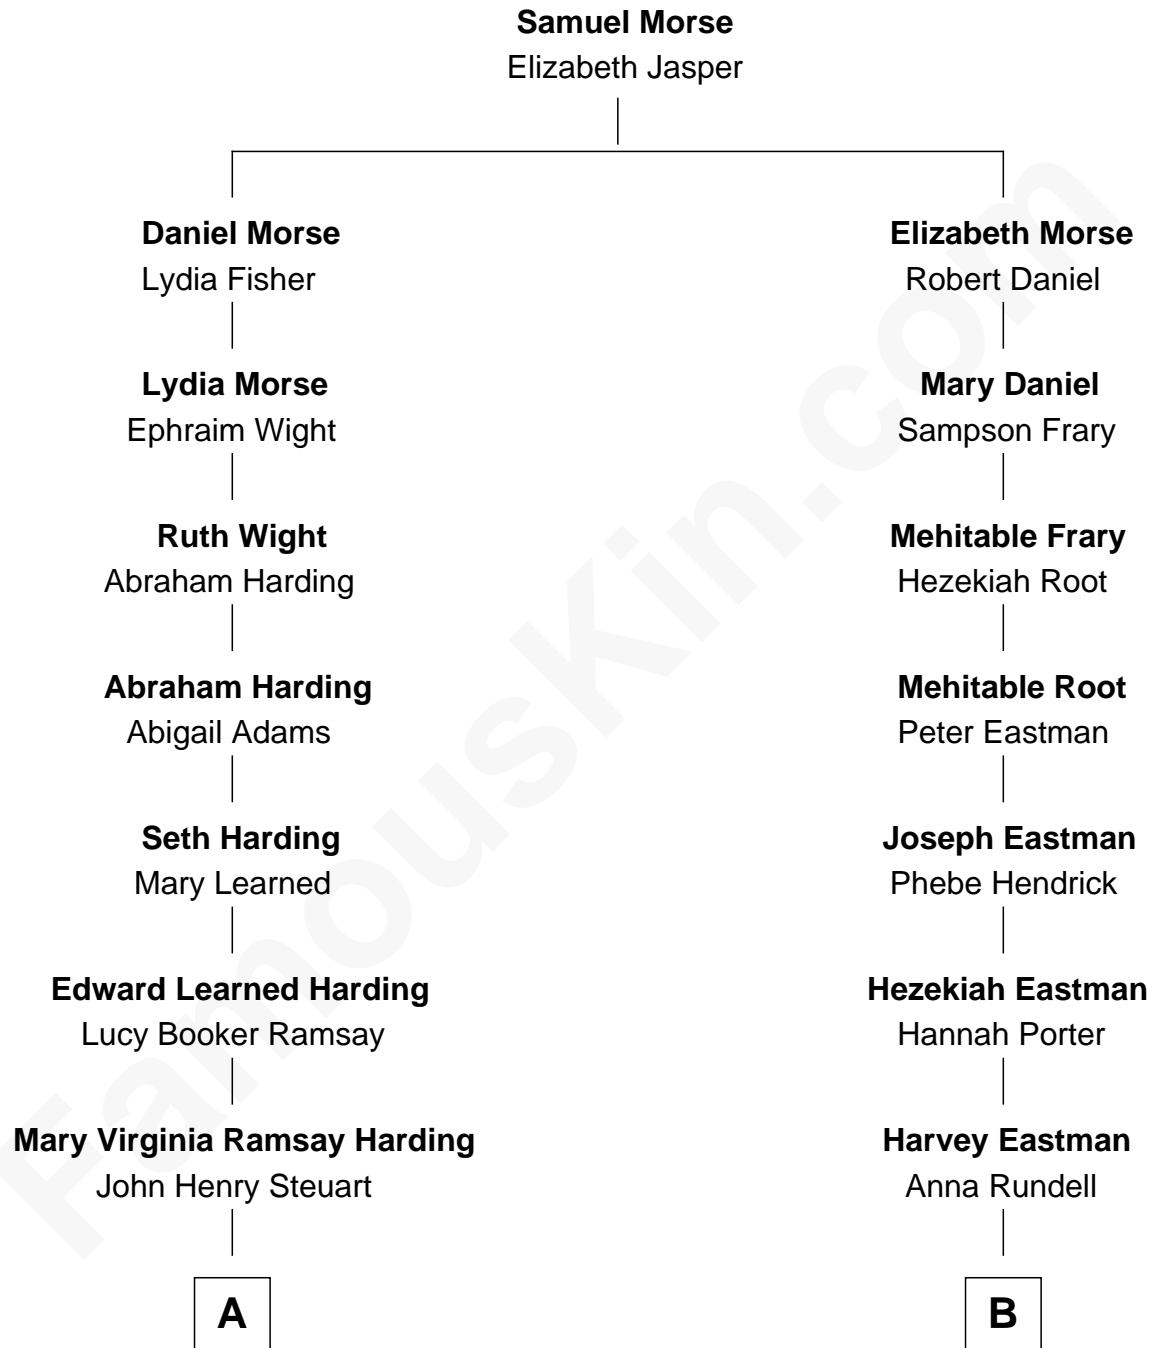 Samuel Morse
Elizabeth Jasper
Daniel Morse
Lydia Fisher
Elizabeth Morse
Robert Daniel
Lydia Morse
Ephraim Wight
Mary Daniel
Sampson Frary
Ruth Wight
Abraham Harding
Mehitable Frary
Hezekiah Root
Abraham Harding
Abigail Adams
Mehitable Root
Peter Eastman
Seth Harding
Mary Learned
Joseph Eastman
Phebe Hendrick
Edward Learned Harding
Lucy Booker Ramsay
Hezekiah Eastman
Hannah Porter
Mary Virginia Ramsay Harding
John Henry Steuart
Harvey Eastman
Anna Rundell
A
B
FamousKin.com